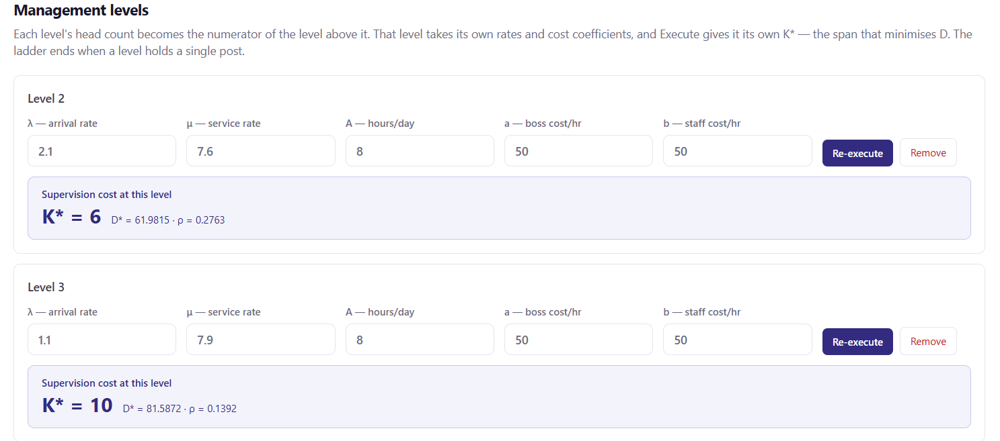 Management levels
Each level's head count becomes the numerator of the level above it. That level takes its own rates and cost coefficients, and Execute gives it its own K* — the span that minimises D. The
ladder ends when a level holds a single post.
Level 2
λ — arrival rate
μ — service rate
A — hours/day
a — boss cost/hr
b — staff cost/hr
2.1
7.6
8
50
50
Re-execute
Remove
Supervision cost at this level
K* = 6 D* = 61.9815 · ρ = 0.2763
Level 3
λ — arrival rate
μ — service rate
A — hours/day
a — boss cost/hr
b — staff cost/hr
1.1
7.9
8
50
50
Re-execute
Remove
Supervision cost at this level
K* = 10 D* = 81.5872 · ρ = 0.1392